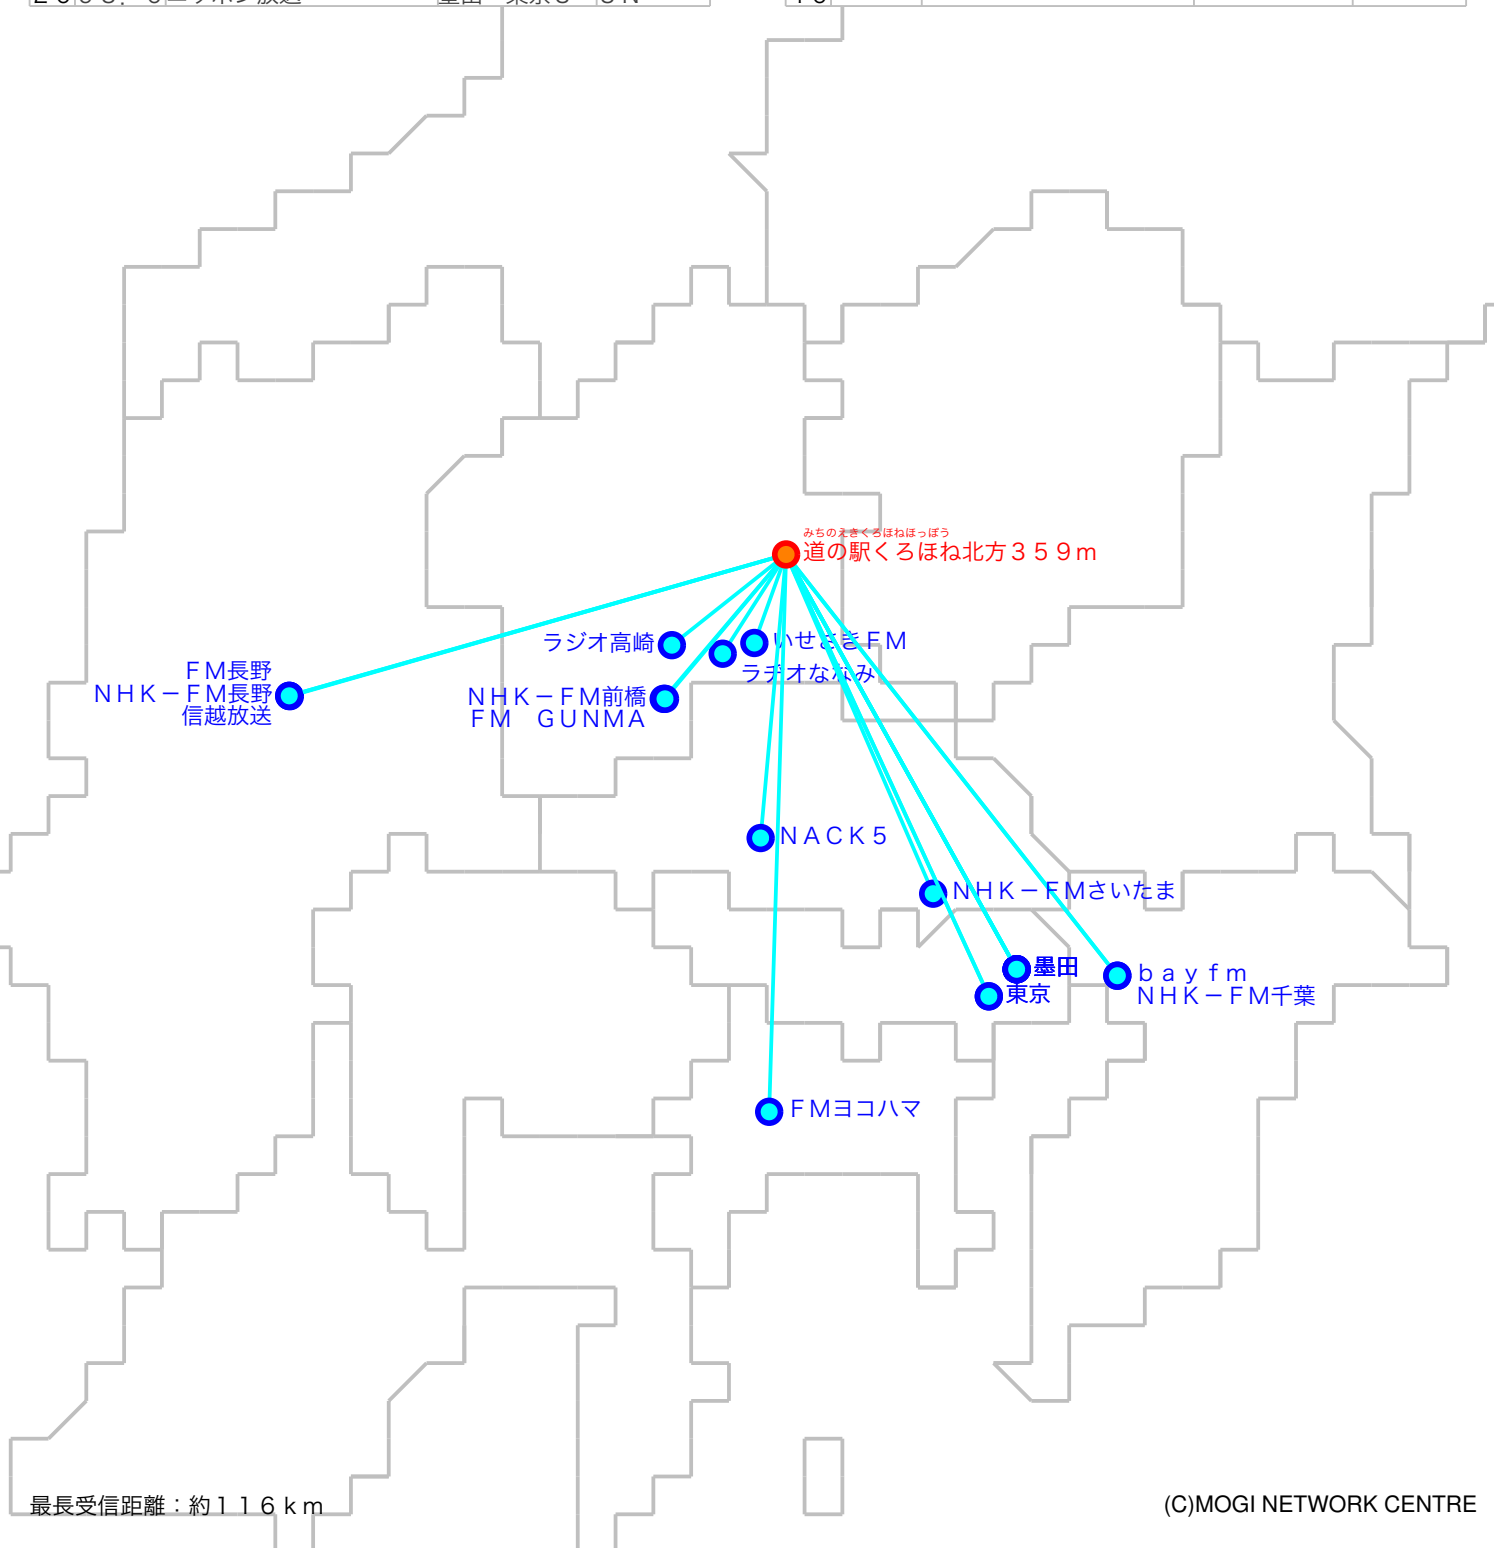 みちのえきくろほねほっぽう
道の駅くろほね北方３５９ｍ
ラジオ高崎
いせさきＦＭ
ラヂオななみ
ＦＭ長野
ＮＨＫ－ＦＭ長野
信越放送
ＮＨＫ－ＦＭ前橋
ＦＭ　ＧＵＮＭＡ
ＮＡＣＫ５
ＮＨＫ－ＦＭさいたま
墨田
東京
ｂａｙｆｍ
ＮＨＫ－ＦＭ千葉
ＦＭヨコハマ
最長受信距離：約１１６ｋｍ
(C)MOGI NETWORK CENTRE